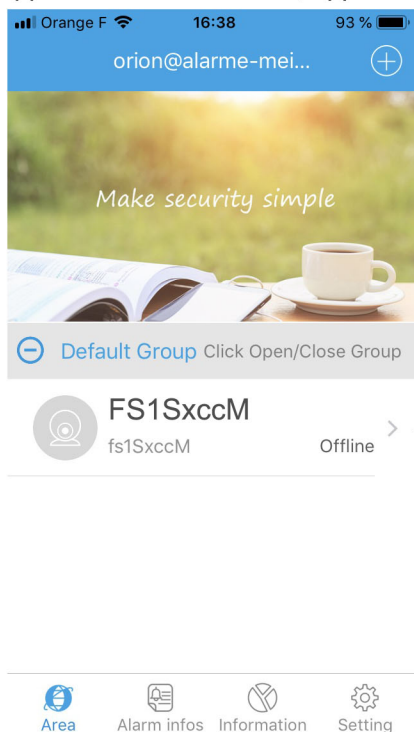 Orange F 16:38 93 %
orion@alarme-mei...
Make security simple
Default Group Click Open/Close Group
FS1SxccM
fs1SxccM Offline
Area Alarm infos Information Setting